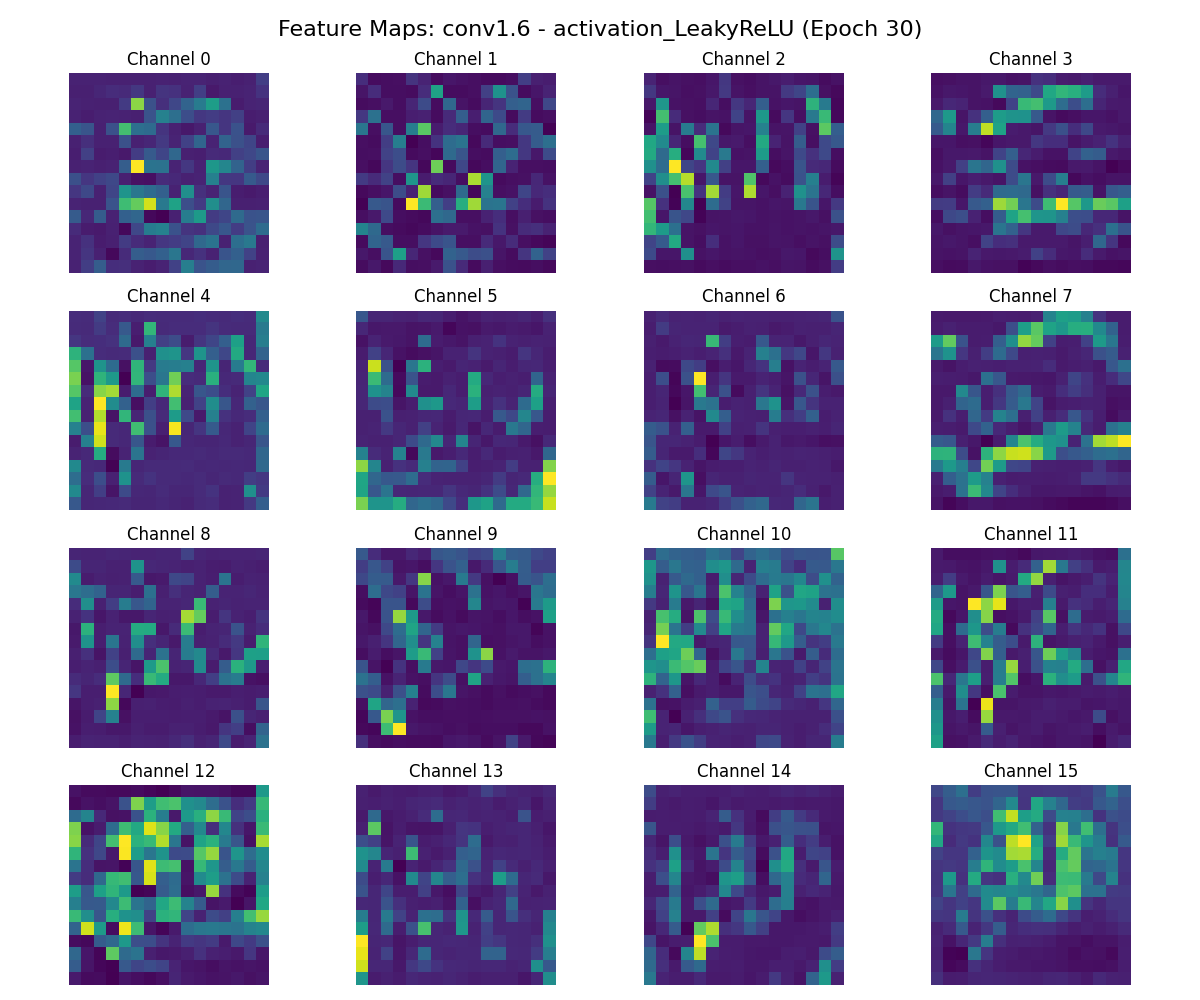 Feature Maps: conv1.6 - activation_LeakyReLU (Epoch 30)
Channel 0 Channel 1 Channel 2 Channel 3
Channel 4 Channel 5 Channel 6 Channel 7
Channel 8 Channel 9 Channel 10 Channel 11
Channel 12 Channel 13 Channel 14 Channel 15